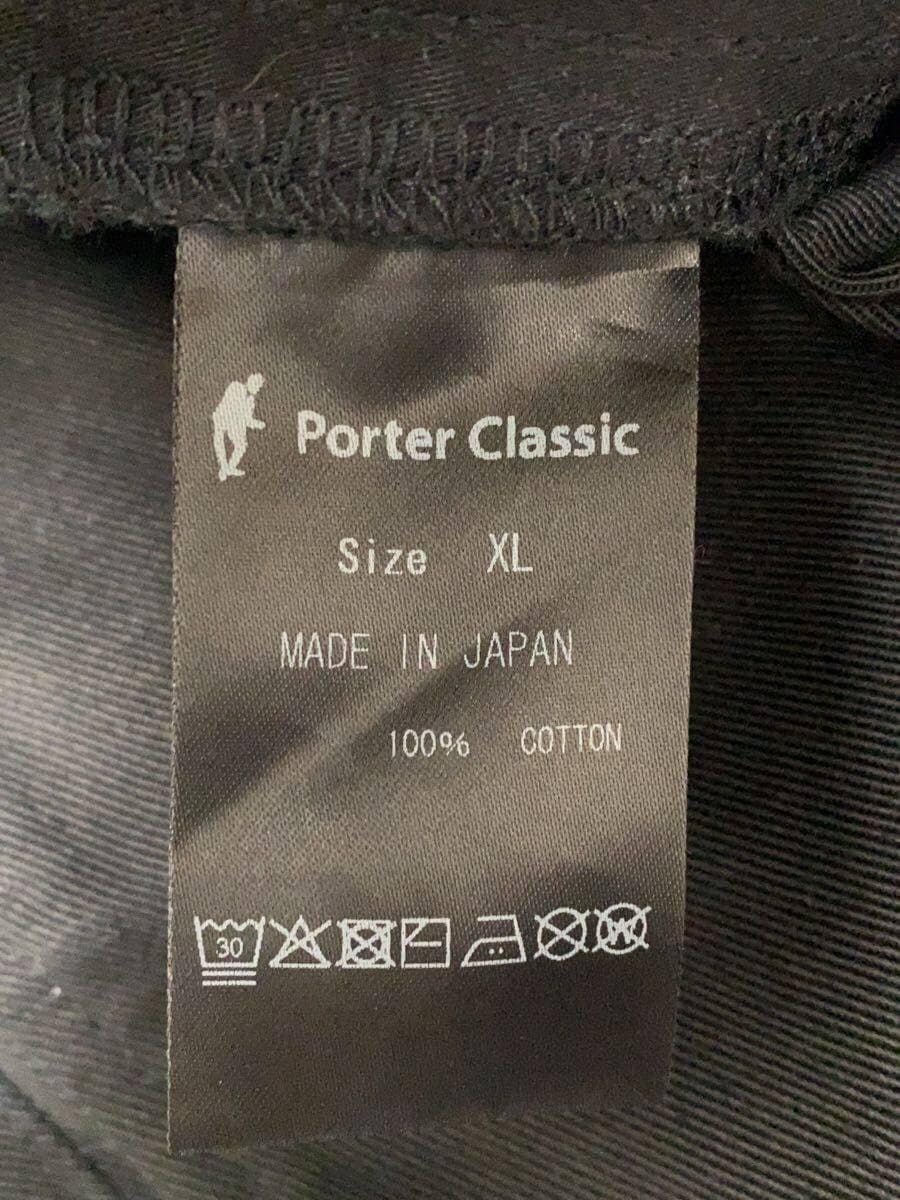 Porter Classic
Size XL
MADE IN JAPAN
100% COTTON
30
W